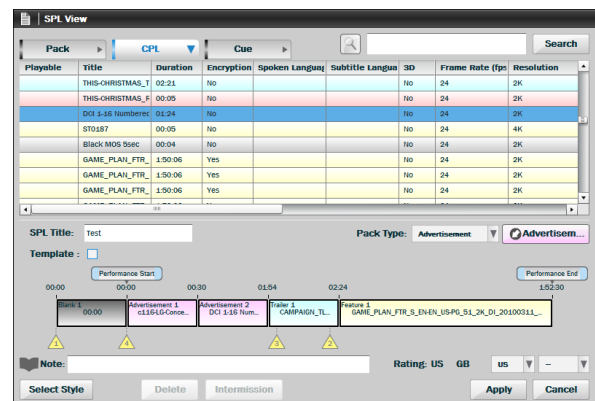 SPL View
Pack CPL Cue Search
Playable Title Duration Encryption Spoken Languag Subtitle Langua 3D Frame Rate (fps Resolution
THIS-CHRISTMAS_T 02:21 No No 24 2K
THIS-CHRISTMAS_F 00:05 No No 24 2K
DCI 1-16 Numbered 01:24 No No 24 2K
ST0187 00:05 No No 24 4K
Black MOS 5sec 00:04 No No 24 2K
GAME_PLAN_FTR_ 1:50:06 Yes No 24 2K
GAME_PLAN_FTR_ 1:50:06 Yes No 24 2K
GAME_PLAN_FTR_ 1:50:06 Yes No 24 2K
SPL Title: Test Pack Type: Advertisement Advertisem...
Template :
Performance Start Performance End
00:00 00:00 00:30 01:54 02:24 1:52:30
Blank 1 Advertisement 1 Advertisement 2 Trailer 1 Feature 1
00:00 c116-LG-Conce... DCI 1-16 Num... CAMPAIGN_TL... GAME_PLAN_FTR_S_EN-EN_US-PG_51_2K_DI_20100311_...
1 4 3 2
Note: Rating: US GB US --
Select Style Delete Intermission Apply Cancel